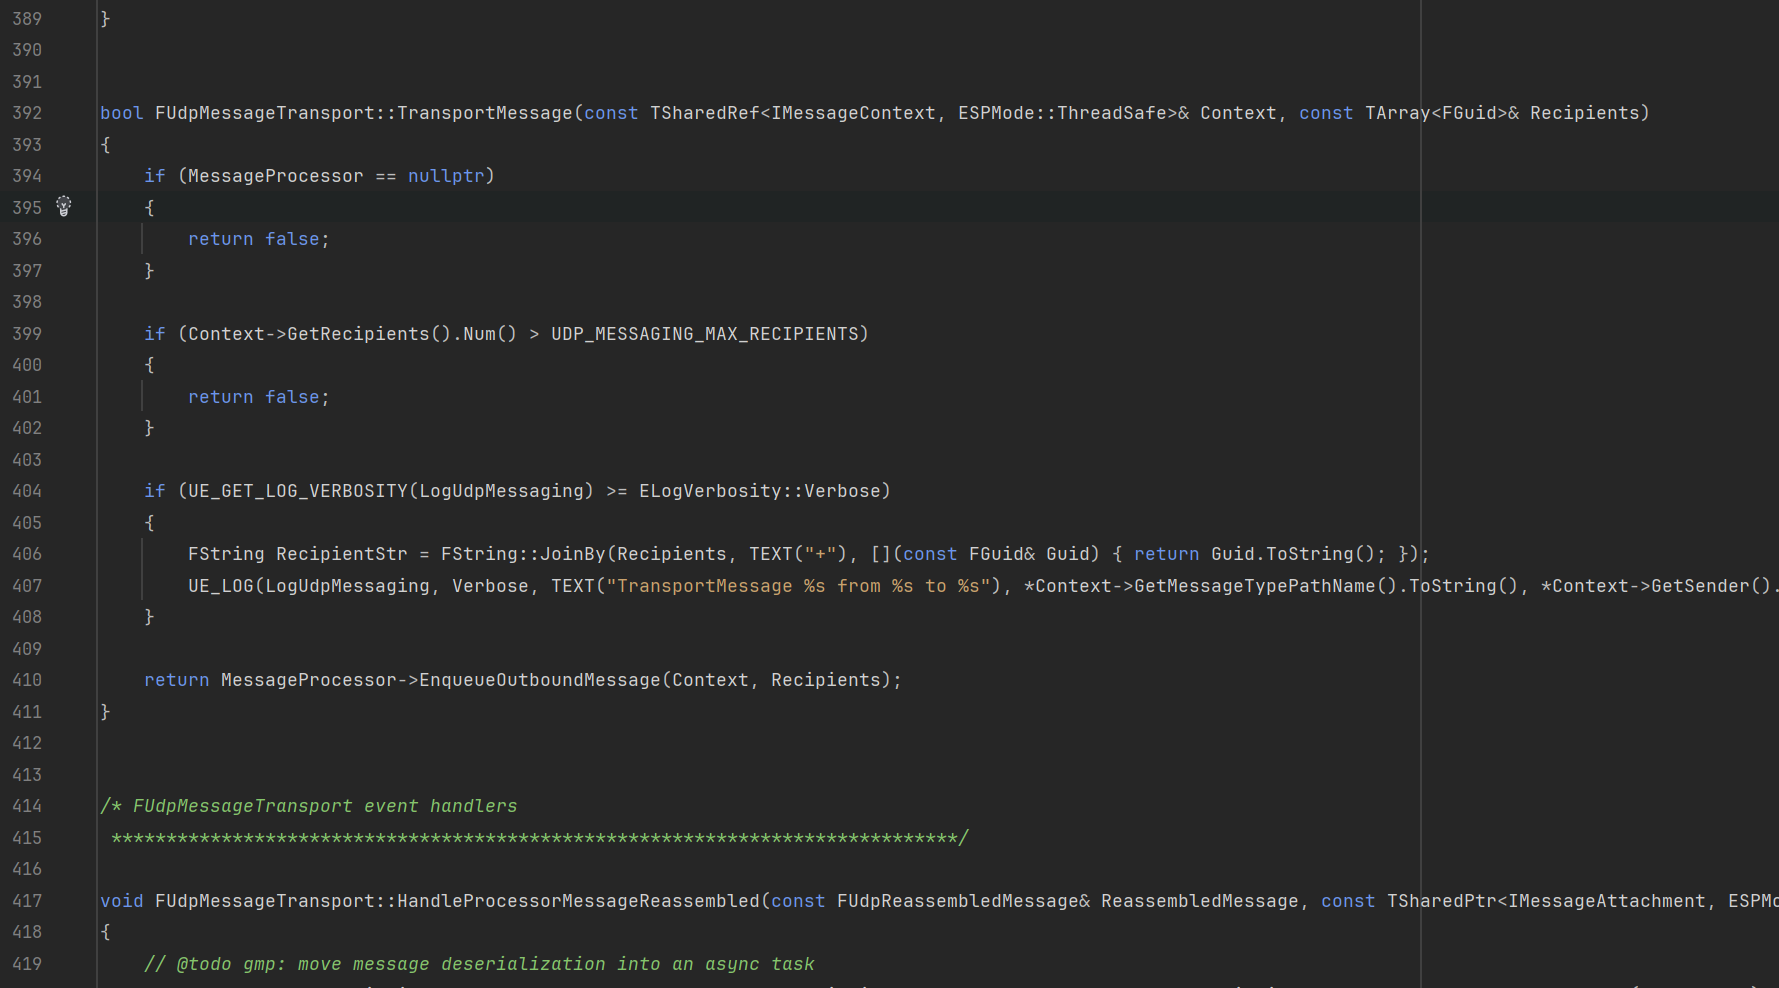 389 }
390
391
392 bool FUdpMessageTransport::TransportMessage(const TSharedRef<IMessageContext, ESPMode::ThreadSafe>& Context, const TArray<FGuid>& Recipients)
393 {
394     if (MessageProcessor == nullptr)
395     {
396         return false;
397     }
398
399     if (Context->GetRecipients().Num() > UDP_MESSAGING_MAX_RECIPIENTS)
400     {
401         return false;
402     }
403
404     if (UE_GET_LOG_VERBOSITY(LogUdpMessaging) >= ELogVerbosity::Verbose)
405     {
406         FString RecipientStr = FString::JoinBy(Recipients, TEXT("+"), [](const FGuid& Guid) { return Guid.ToString(); });
407         UE_LOG(LogUdpMessaging, Verbose, TEXT("TransportMessage %s from %s to %s"), *Context->GetMessageTypePathName().ToString(), *Context->GetSender().
408     }
409
410     return MessageProcessor->EnqueueOutboundMessage(Context, Recipients);
411 }
412
413
414 /* FUdpMessageTransport event handlers
415  *****************************************************************************/
416
417 void FUdpMessageTransport::HandleProcessorMessageReassembled(const FUdpReassembledMessage& ReassembledMessage, const TSharedPtr<IMessageAttachment, ESPMo
418 {
419     // @todo gmp: move message deserialization into an async task